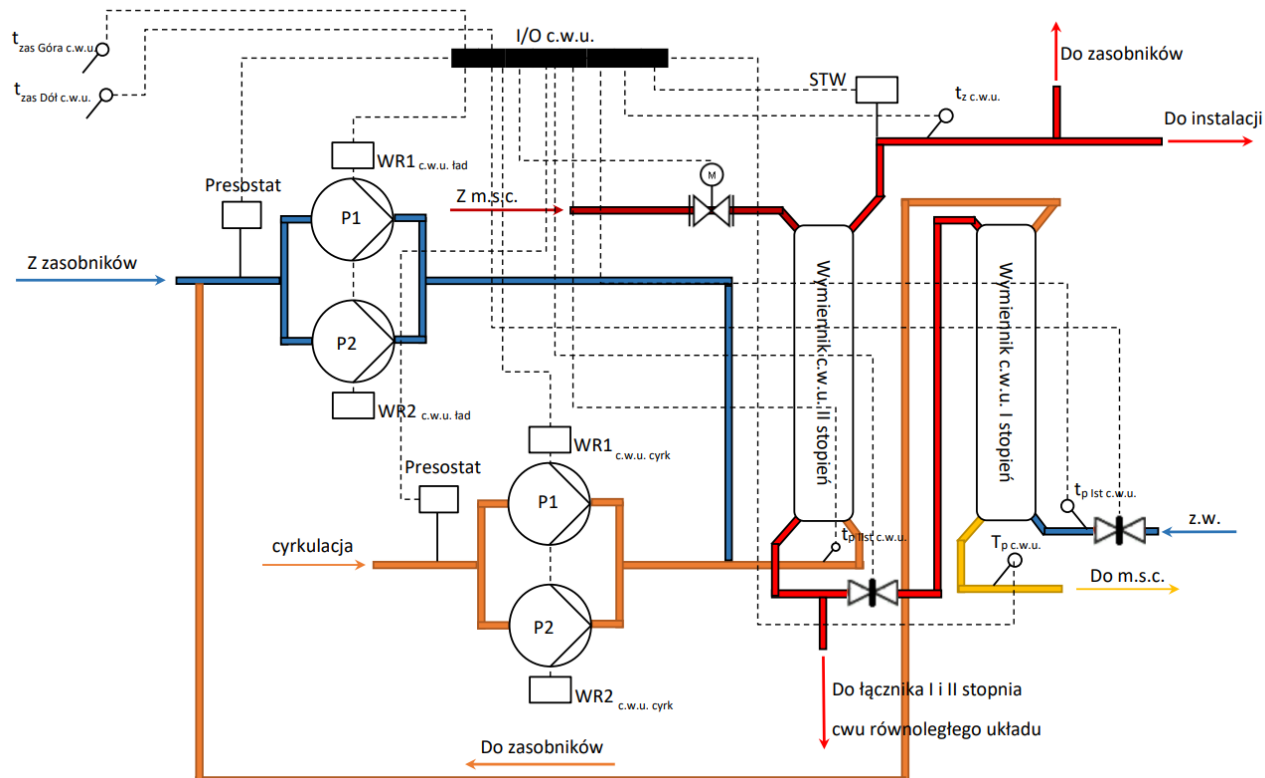 t zas Góra c.w.u.
t zas Dół c.w.u.
I/O c.w.u.
STW
t z c.w.u.
Do zasobników
Do instalacji
WR1 c.w.u. ład
Presostat
P1
Z m.s.c.
M
Z zasobników
P2
WR2 c.w.u. ład
Wymiennik c.w.u. II stopień
Wymiennik c.w.u. I stopień
WR1 c.w.u. cyrk
Presostat
P1
t p Ist c.w.u.
z.w.
cyrkulacja
t p IIst c.w.u.
T p c.w.u.
Do m.s.c.
P2
WR2 c.w.u. cyrk
Do łącznika I i II stopnia
cwu równoległego układu
Do zasobników